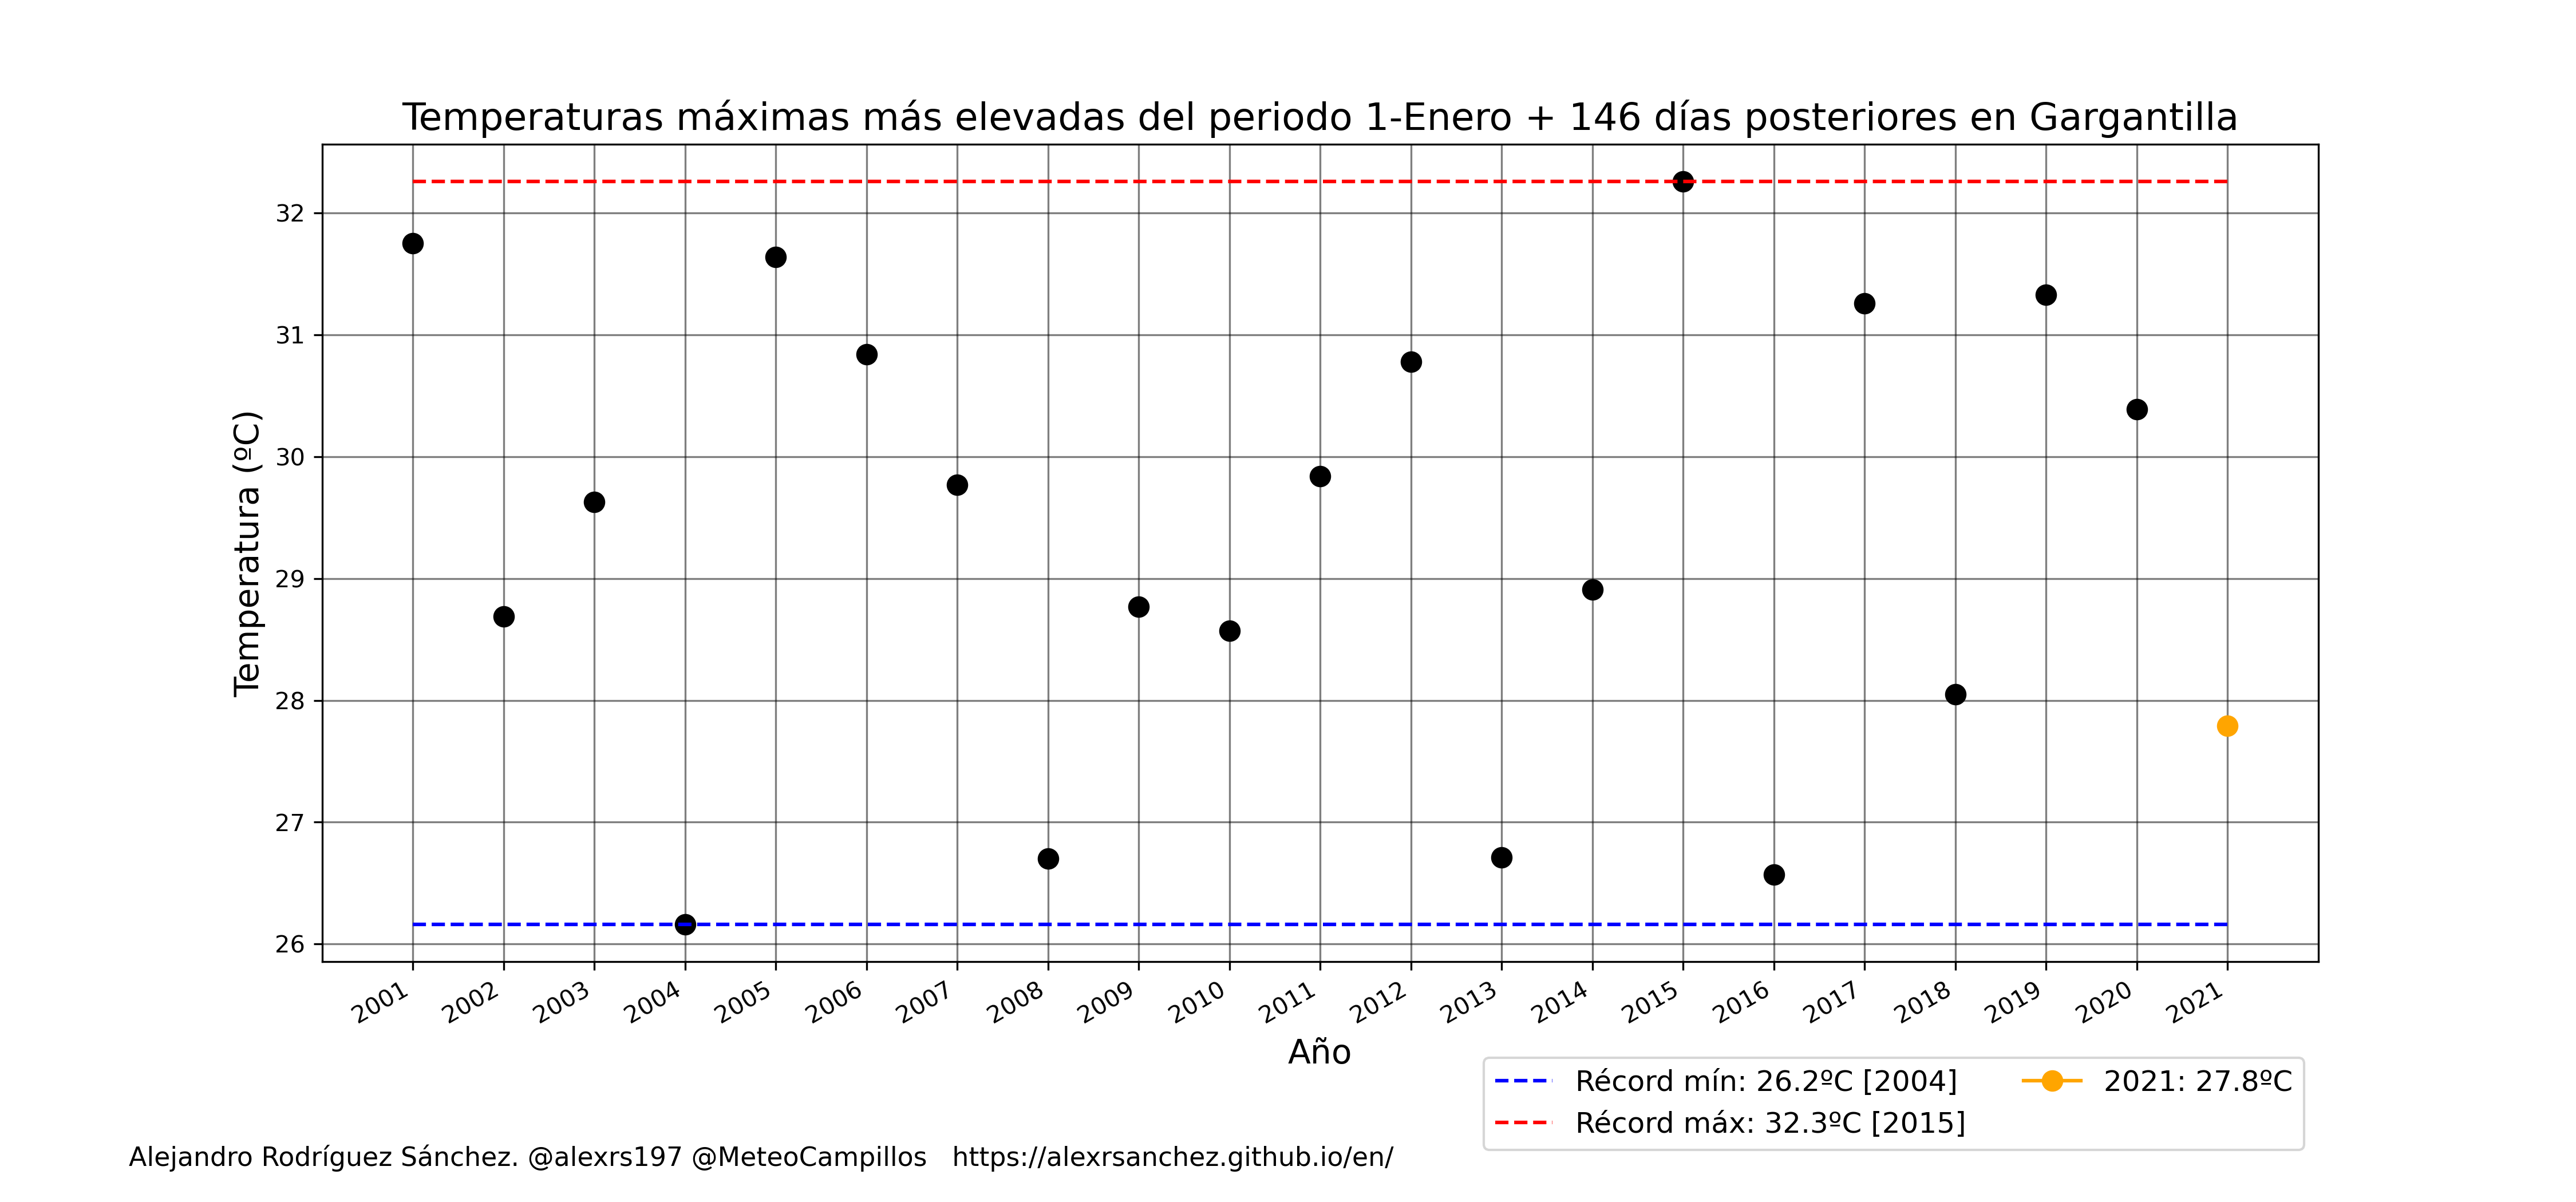 Temperaturas máximas más elevadas del periodo 1-Enero + 146 días posteriores en Gargantilla
Temperatura (ºC)
32
31
30
29
28
27
26
2001 2002 2003 2004 2005 2006 2007 2008 2009 2010 2011 2012 2013 2014 2015 2016 2017 2018 2019 2020 2021
Año
Récord mín: 26.2ºC [2004]
Récord máx: 32.3ºC [2015]
2021: 27.8ºC
Alejandro Rodríguez Sánchez. @alexrs197 @MeteoCampillos https://alexrsanchez.github.io/en/